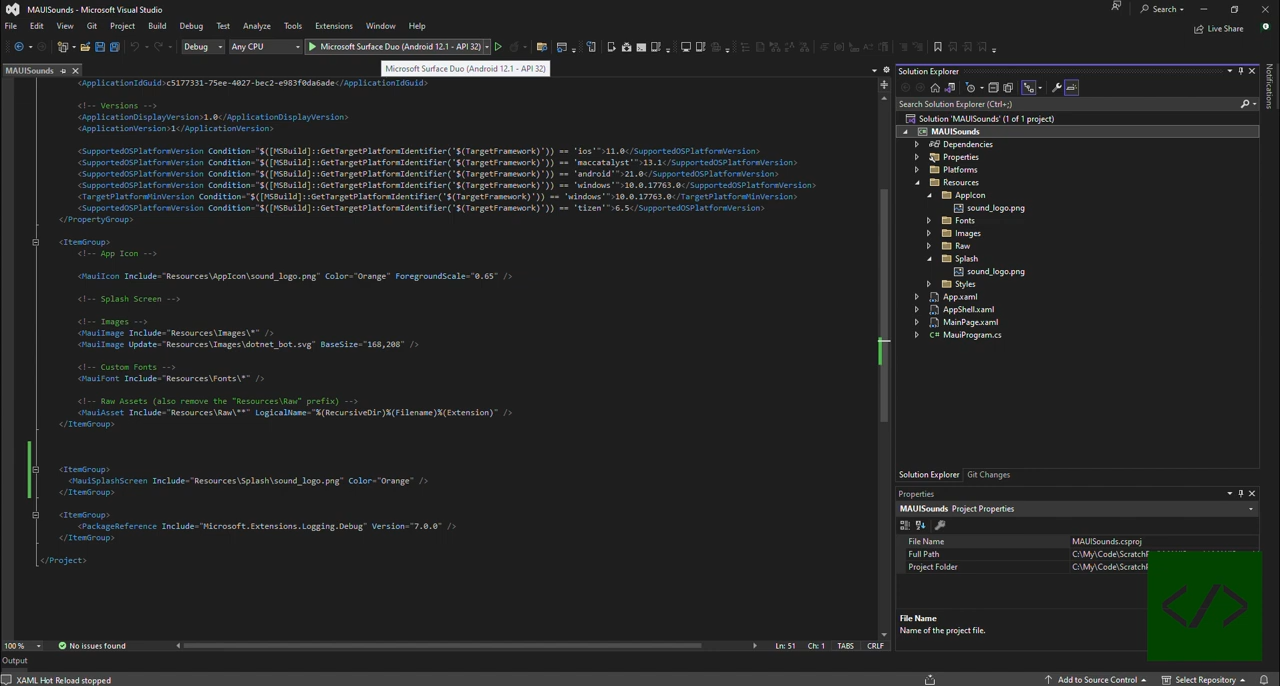 MAUISounds - Microsoft Visual Studio
File Edit View Git Project Build Debug Test Analyze Tools Extensions Window Help Search
Live Share
Debug Any CPU Microsoft Surface Duo (Android 12.1 - API 32)
Microsoft Surface Duo (Android 12.1 - API 32)
MAUISounds
<ApplicationIdGuid>c5177331-75ee-4027-bec2-e983f0da6ade</ApplicationIdGuid>
<!-- Versions -->
<ApplicationDisplayVersion>1.0</ApplicationDisplayVersion>
<ApplicationVersion>1</ApplicationVersion>
<SupportedOSPlatformVersion Condition="$([MSBuild]::GetTargetPlatformIdentifier('$(TargetFramework)')) == 'ios'">11.0</SupportedOSPlatformVersion>
<SupportedOSPlatformVersion Condition="$([MSBuild]::GetTargetPlatformIdentifier('$(TargetFramework)')) == 'maccatalyst'">13.1</SupportedOSPlatformVersion>
<SupportedOSPlatformVersion Condition="$([MSBuild]::GetTargetPlatformIdentifier('$(TargetFramework)')) == 'android'">21.0</SupportedOSPlatformVersion>
<SupportedOSPlatformVersion Condition="$([MSBuild]::GetTargetPlatformIdentifier('$(TargetFramework)')) == 'windows'">10.0.17763.0</SupportedOSPlatformVersion>
<TargetPlatformMinVersion Condition="$([MSBuild]::GetTargetPlatformIdentifier('$(TargetFramework)')) == 'windows'">10.0.17763.0</TargetPlatformMinVersion>
<SupportedOSPlatformVersion Condition="$([MSBuild]::GetTargetPlatformIdentifier('$(TargetFramework)')) == 'tizen'">6.5</SupportedOSPlatformVersion>
</PropertyGroup>
<ItemGroup>
<!-- App Icon -->
<MauiIcon Include="Resources\AppIcon\sound_logo.png" Color="Orange" ForegroundScale="0.65" />
<!-- Splash Screen -->
<!-- Images -->
<MauiImage Include="Resources\Images\*" />
<MauiImage Update="Resources\Images\dotnet_bot.svg" BaseSize="168,208" />
<!-- Custom Fonts -->
<MauiFont Include="Resources\Fonts\*" />
<!-- Raw Assets (also remove the "Resources\Raw" prefix) -->
<MauiAsset Include="Resources\Raw\**" LogicalName="%(RecursiveDir)%(Filename)%(Extension)" />
</ItemGroup>
<ItemGroup>
<MauiSplashScreen Include="Resources\Splash\sound_logo.png" Color="Orange" />
</ItemGroup>
<ItemGroup>
<PackageReference Include="Microsoft.Extensions.Logging.Debug" Version="7.0.0" />
</ItemGroup>
</Project>
100 % No issues found Ln: 51 Ch: 1 TABS CRLF
Output
XAML Hot Reload stopped
Solution Explorer
Search Solution Explorer (Ctrl+;)
Solution 'MAUISounds' (1 of 1 project)
MAUISounds
Dependencies
Properties
Platforms
Resources
AppIcon
sound_logo.png
Fonts
Images
Raw
Splash
sound_logo.png
Styles
App.xaml
AppShell.xaml
MainPage.xaml
C# MauiProgram.cs
Solution Explorer Git Changes
Properties
MAUISounds Project Properties
File Name MAUISounds.csproj
Full Path
Project Folder
File Name
Name of the project file.
</>
Add to Source Control Select Repository
Notifications